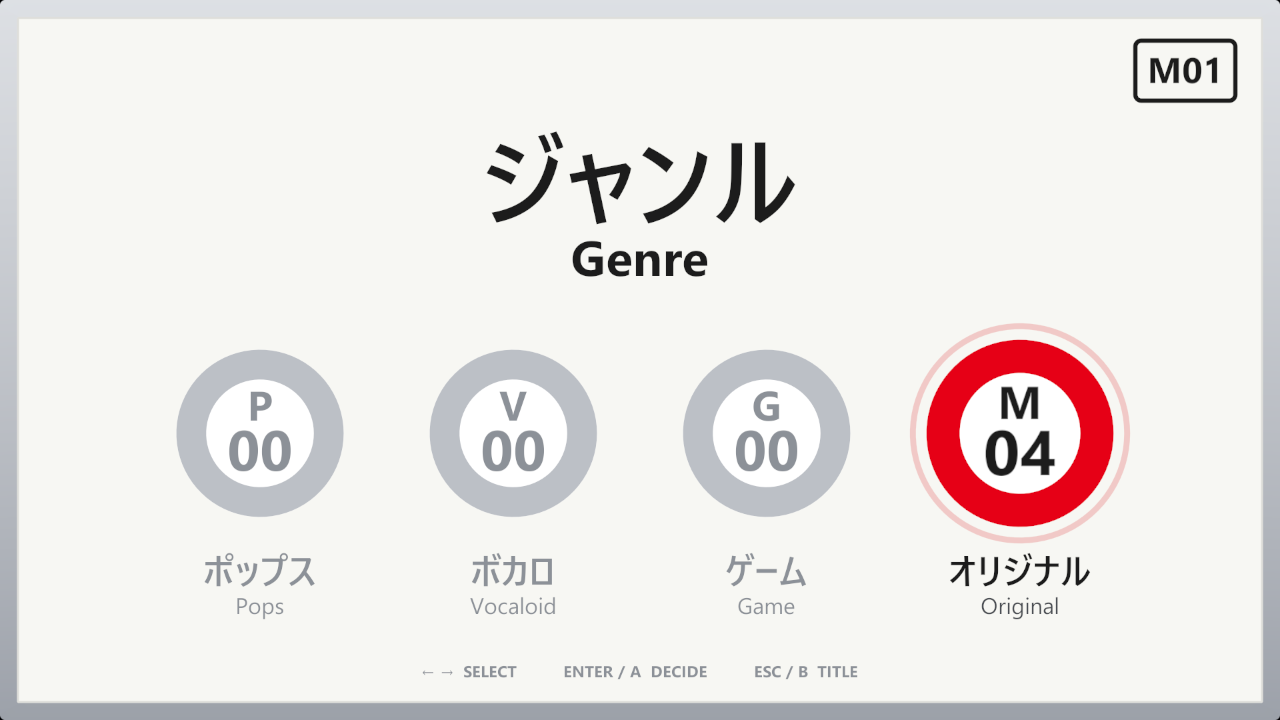 M01
ジャンル
Genre
P
00
V
00
G
00
M
04
ポップス
Pops
ボカロ
Vocaloid
ゲーム
Game
オリジナル
Original
← → SELECT ENTER / A DECIDE ESC / B TITLE